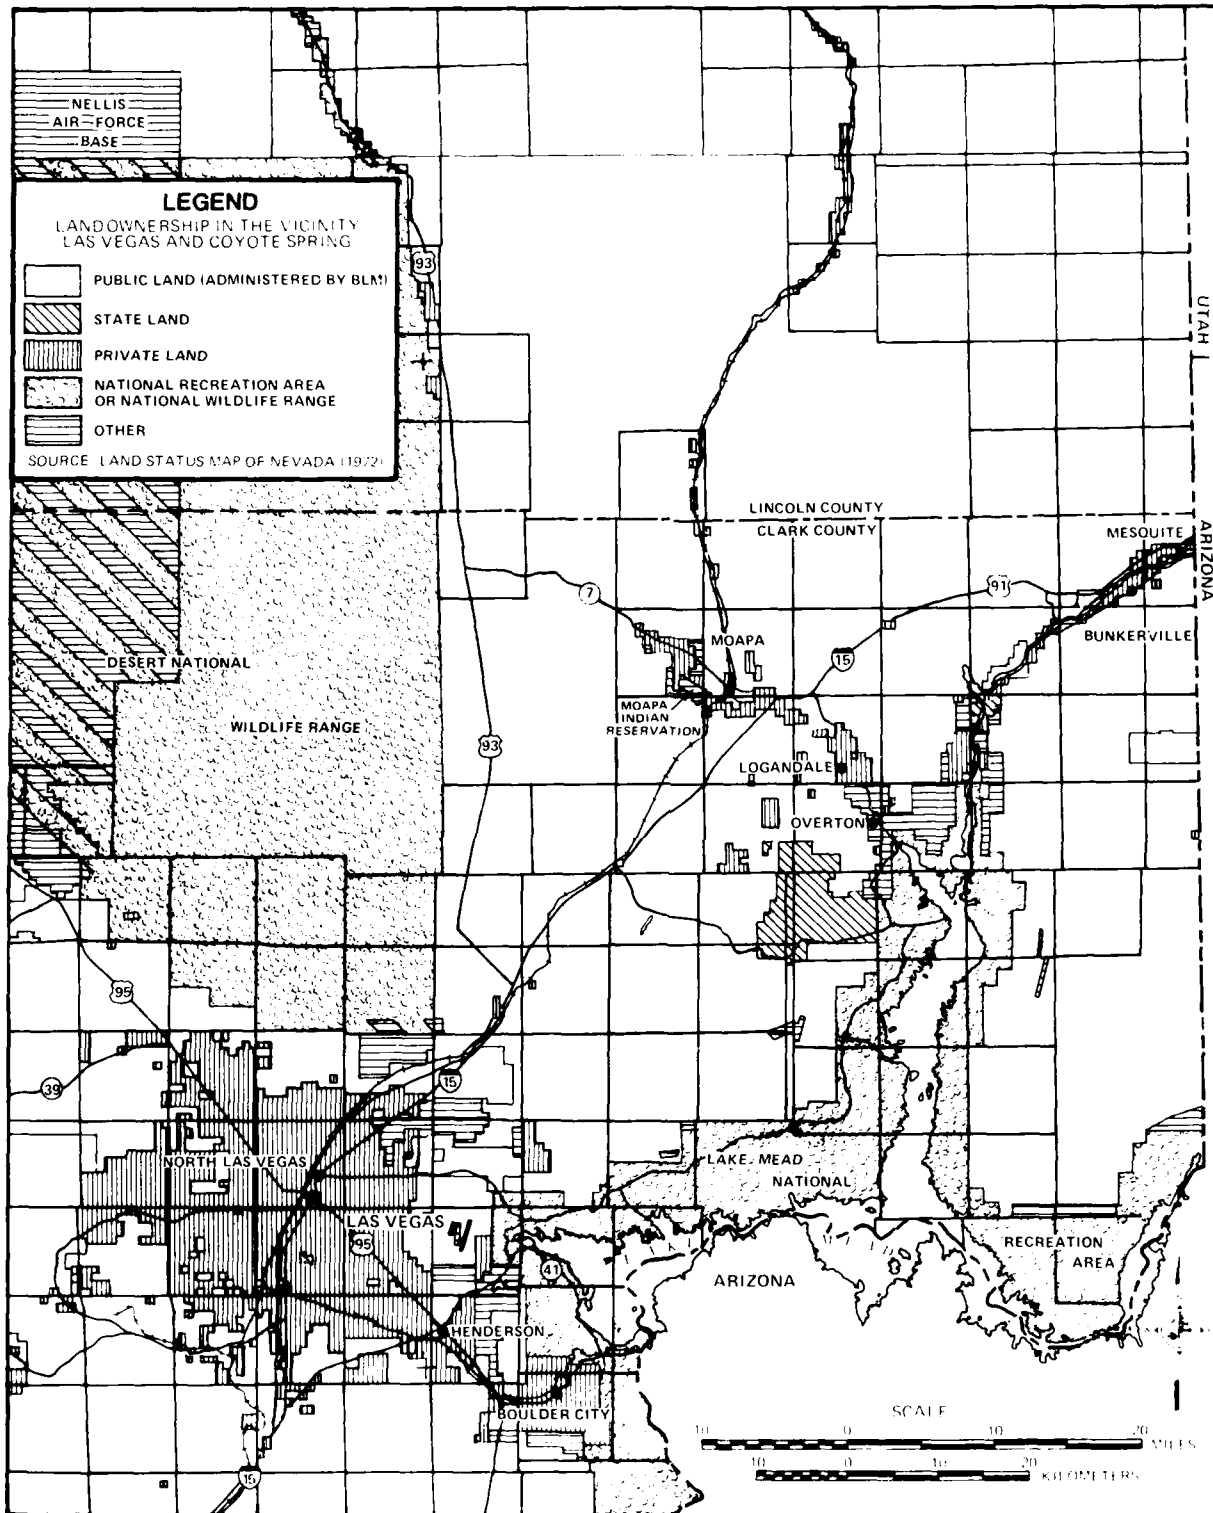 NELLIS
AIR FORCE
BASE
LEGEND
LANDOWNERSHIP IN THE VICINITY
LAS VEGAS AND COYOTE SPRING
PUBLIC LAND (ADMINISTERED BY BLM)
STATE LAND
PRIVATE LAND
NATIONAL RECREATION AREA
OR NATIONAL WILDLIFE RANGE
OTHER
SOURCE LAND STATUS MAP OF NEVADA (1972)
93
UTAH
ARIZONA
LINCOLN COUNTY
CLARK COUNTY
MESQUITE
91
7
BUNKERVILLE
MOAPA
15
DESERT NATIONAL
WILDLIFE RANGE
MOAPA
INDIAN
RESERVATION
93
LOGANDALE
OVERTON
95
39
15
NORTH LAS VEGAS
LAKE MEAD
NATIONAL
LAS VEGAS
95
RECREATION
AREA
41
ARIZONA
HENDERSON
BOULDER CITY
SCALE
10 0 10 20
MILES
10 0 10 20
KILOMETERS
15